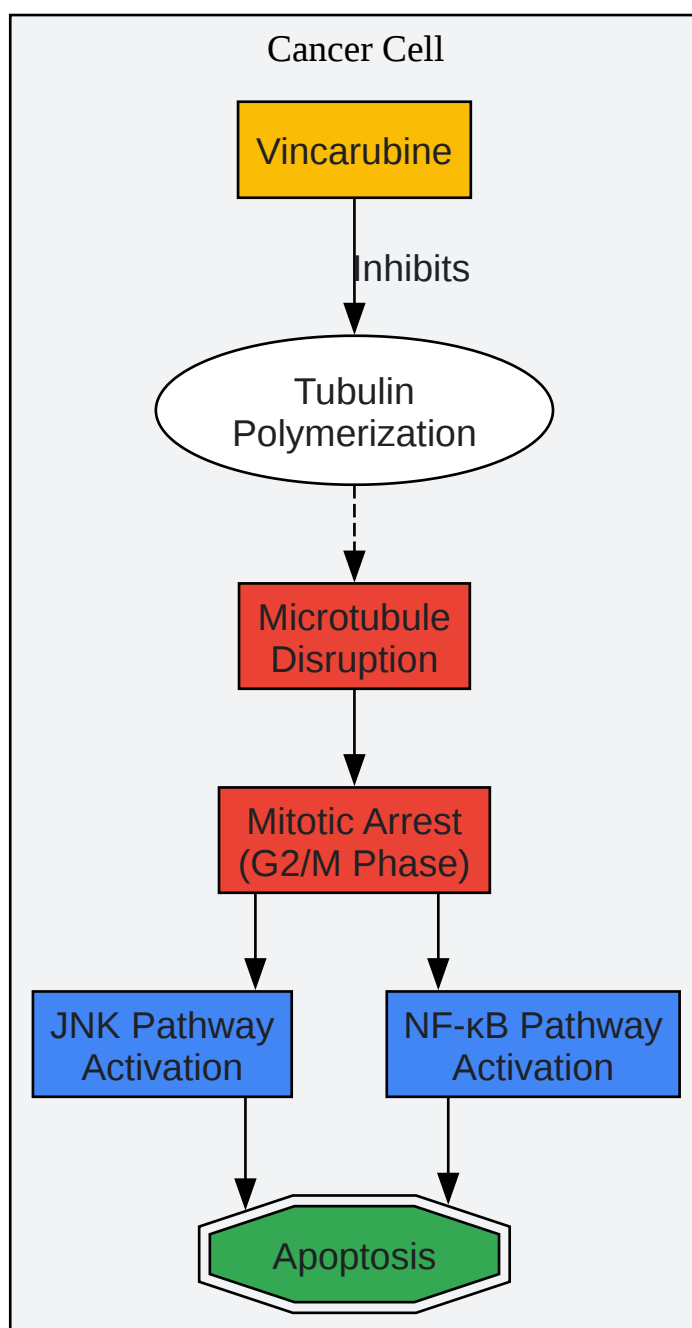 Cancer Cell
Vincarubine
Inhibits
Tubulin
Polymerization
Microtubule
Disruption
Mitotic Arrest
(G2/M Phase)
JNK Pathway
Activation
NF-κB Pathway
Activation
Apoptosis